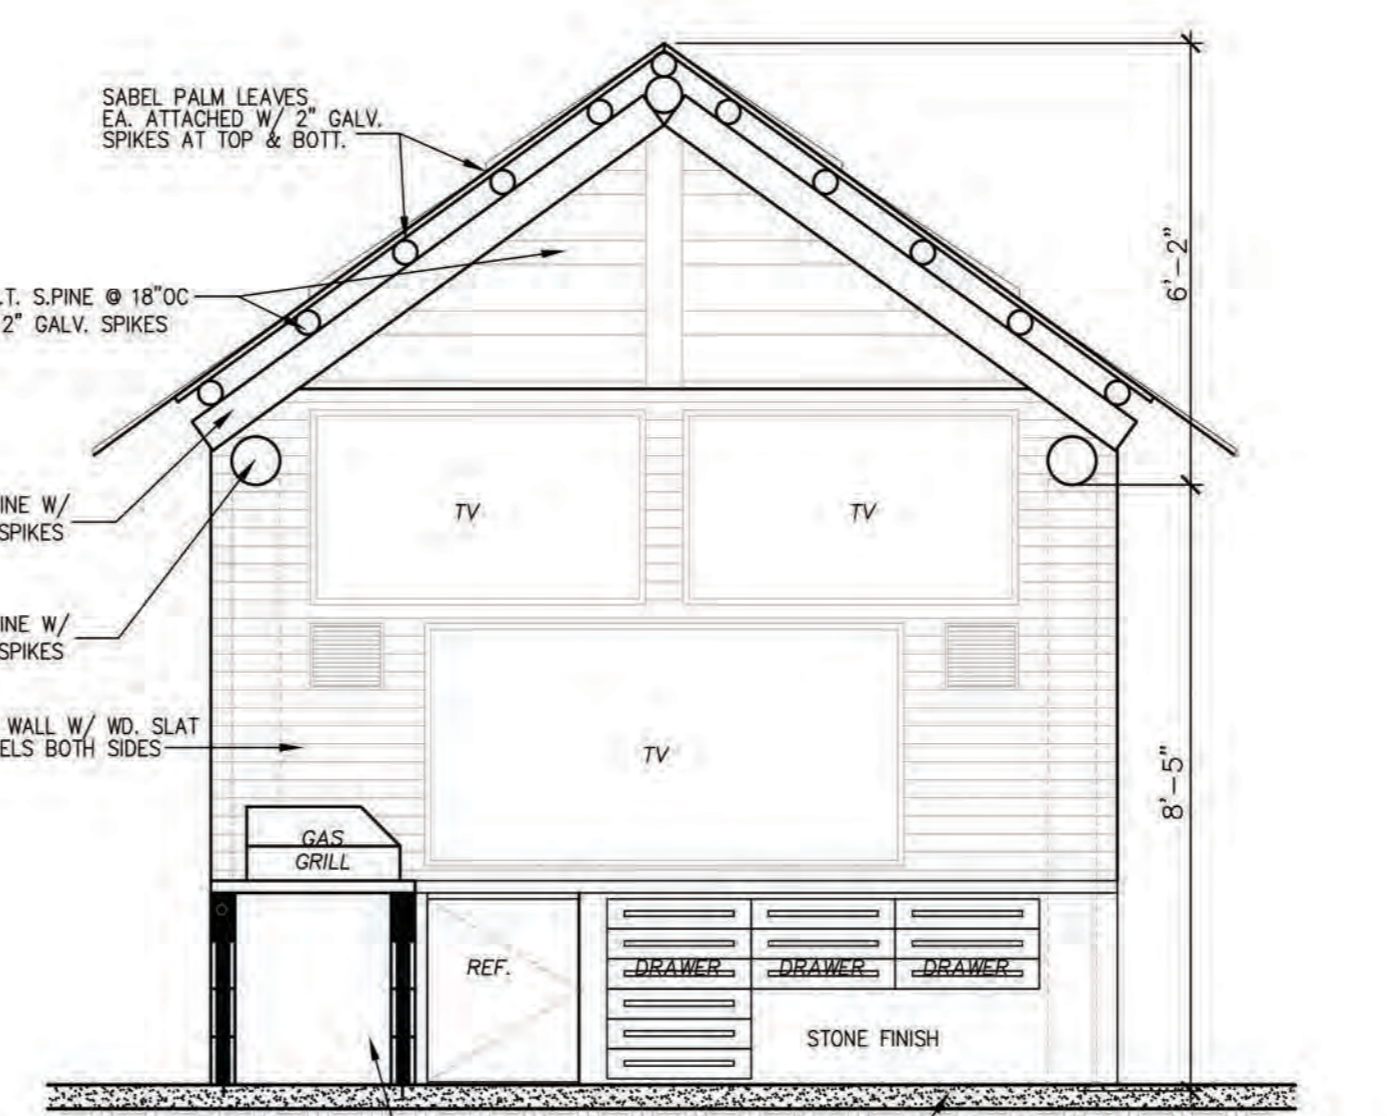 SABEL PALM LEAVES
EA. ATTACHED W/ 2" GALV.
SPIKES AT TOP & BOTT.
.T. S.PINE @ 18"OC
2" GALV. SPIKES
6'-2"
INE W/
SPIKES
TV
TV
INE W/
SPIKES
WALL W/ WD. SLAT
ELS BOTH SIDES
TV
8'-5"
GAS
GRILL
REF.
DRAWER
DRAWER
DRAWER
STONE FINISH